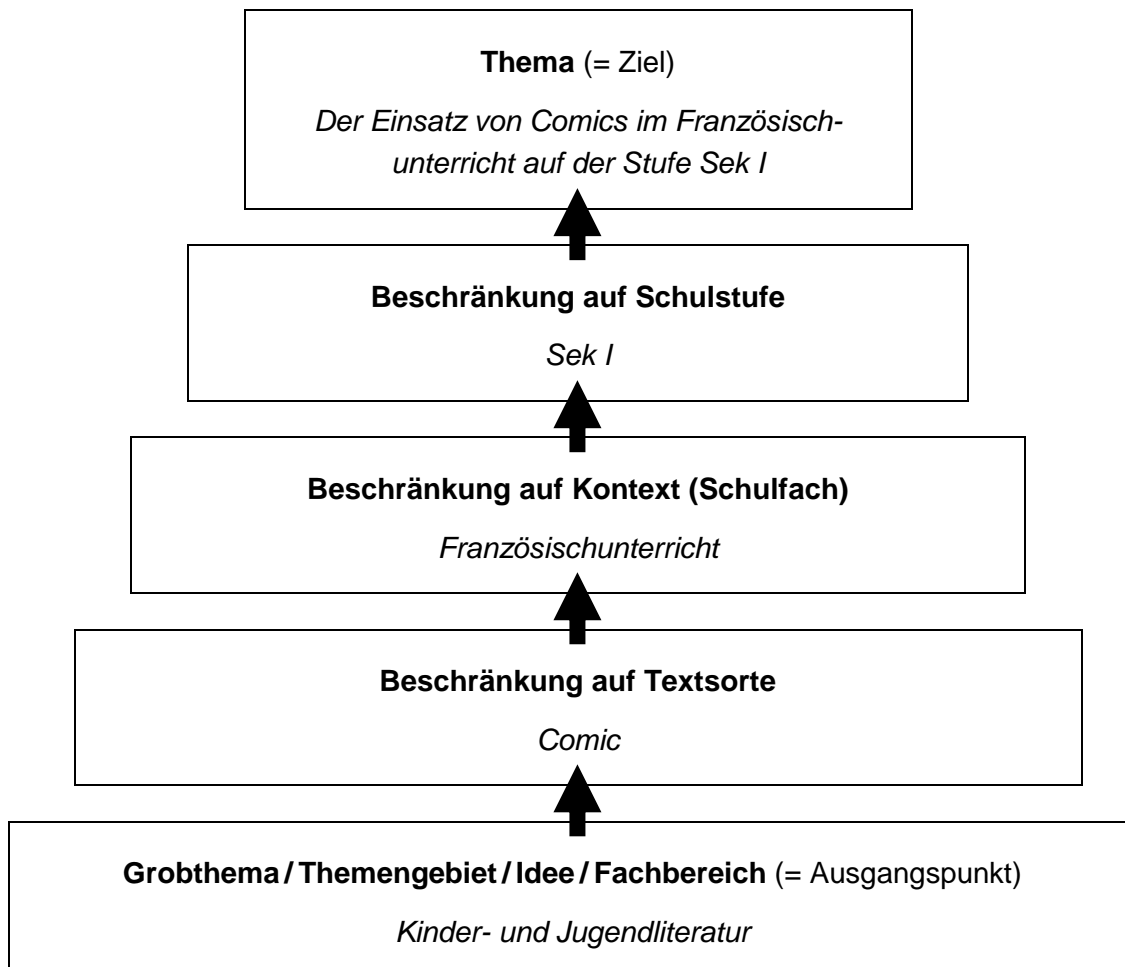 Thema (= Ziel)
Der Einsatz von Comics im Französisch-
unterricht auf der Stufe Sek I
Beschränkung auf Schulstufe
Sek I
Beschränkung auf Kontext (Schulfach)
Französischunterricht
Beschränkung auf Textsorte
Comic
Grobthema / Themengebiet / Idee / Fachbereich (= Ausgangspunkt)
Kinder- und Jugendliteratur